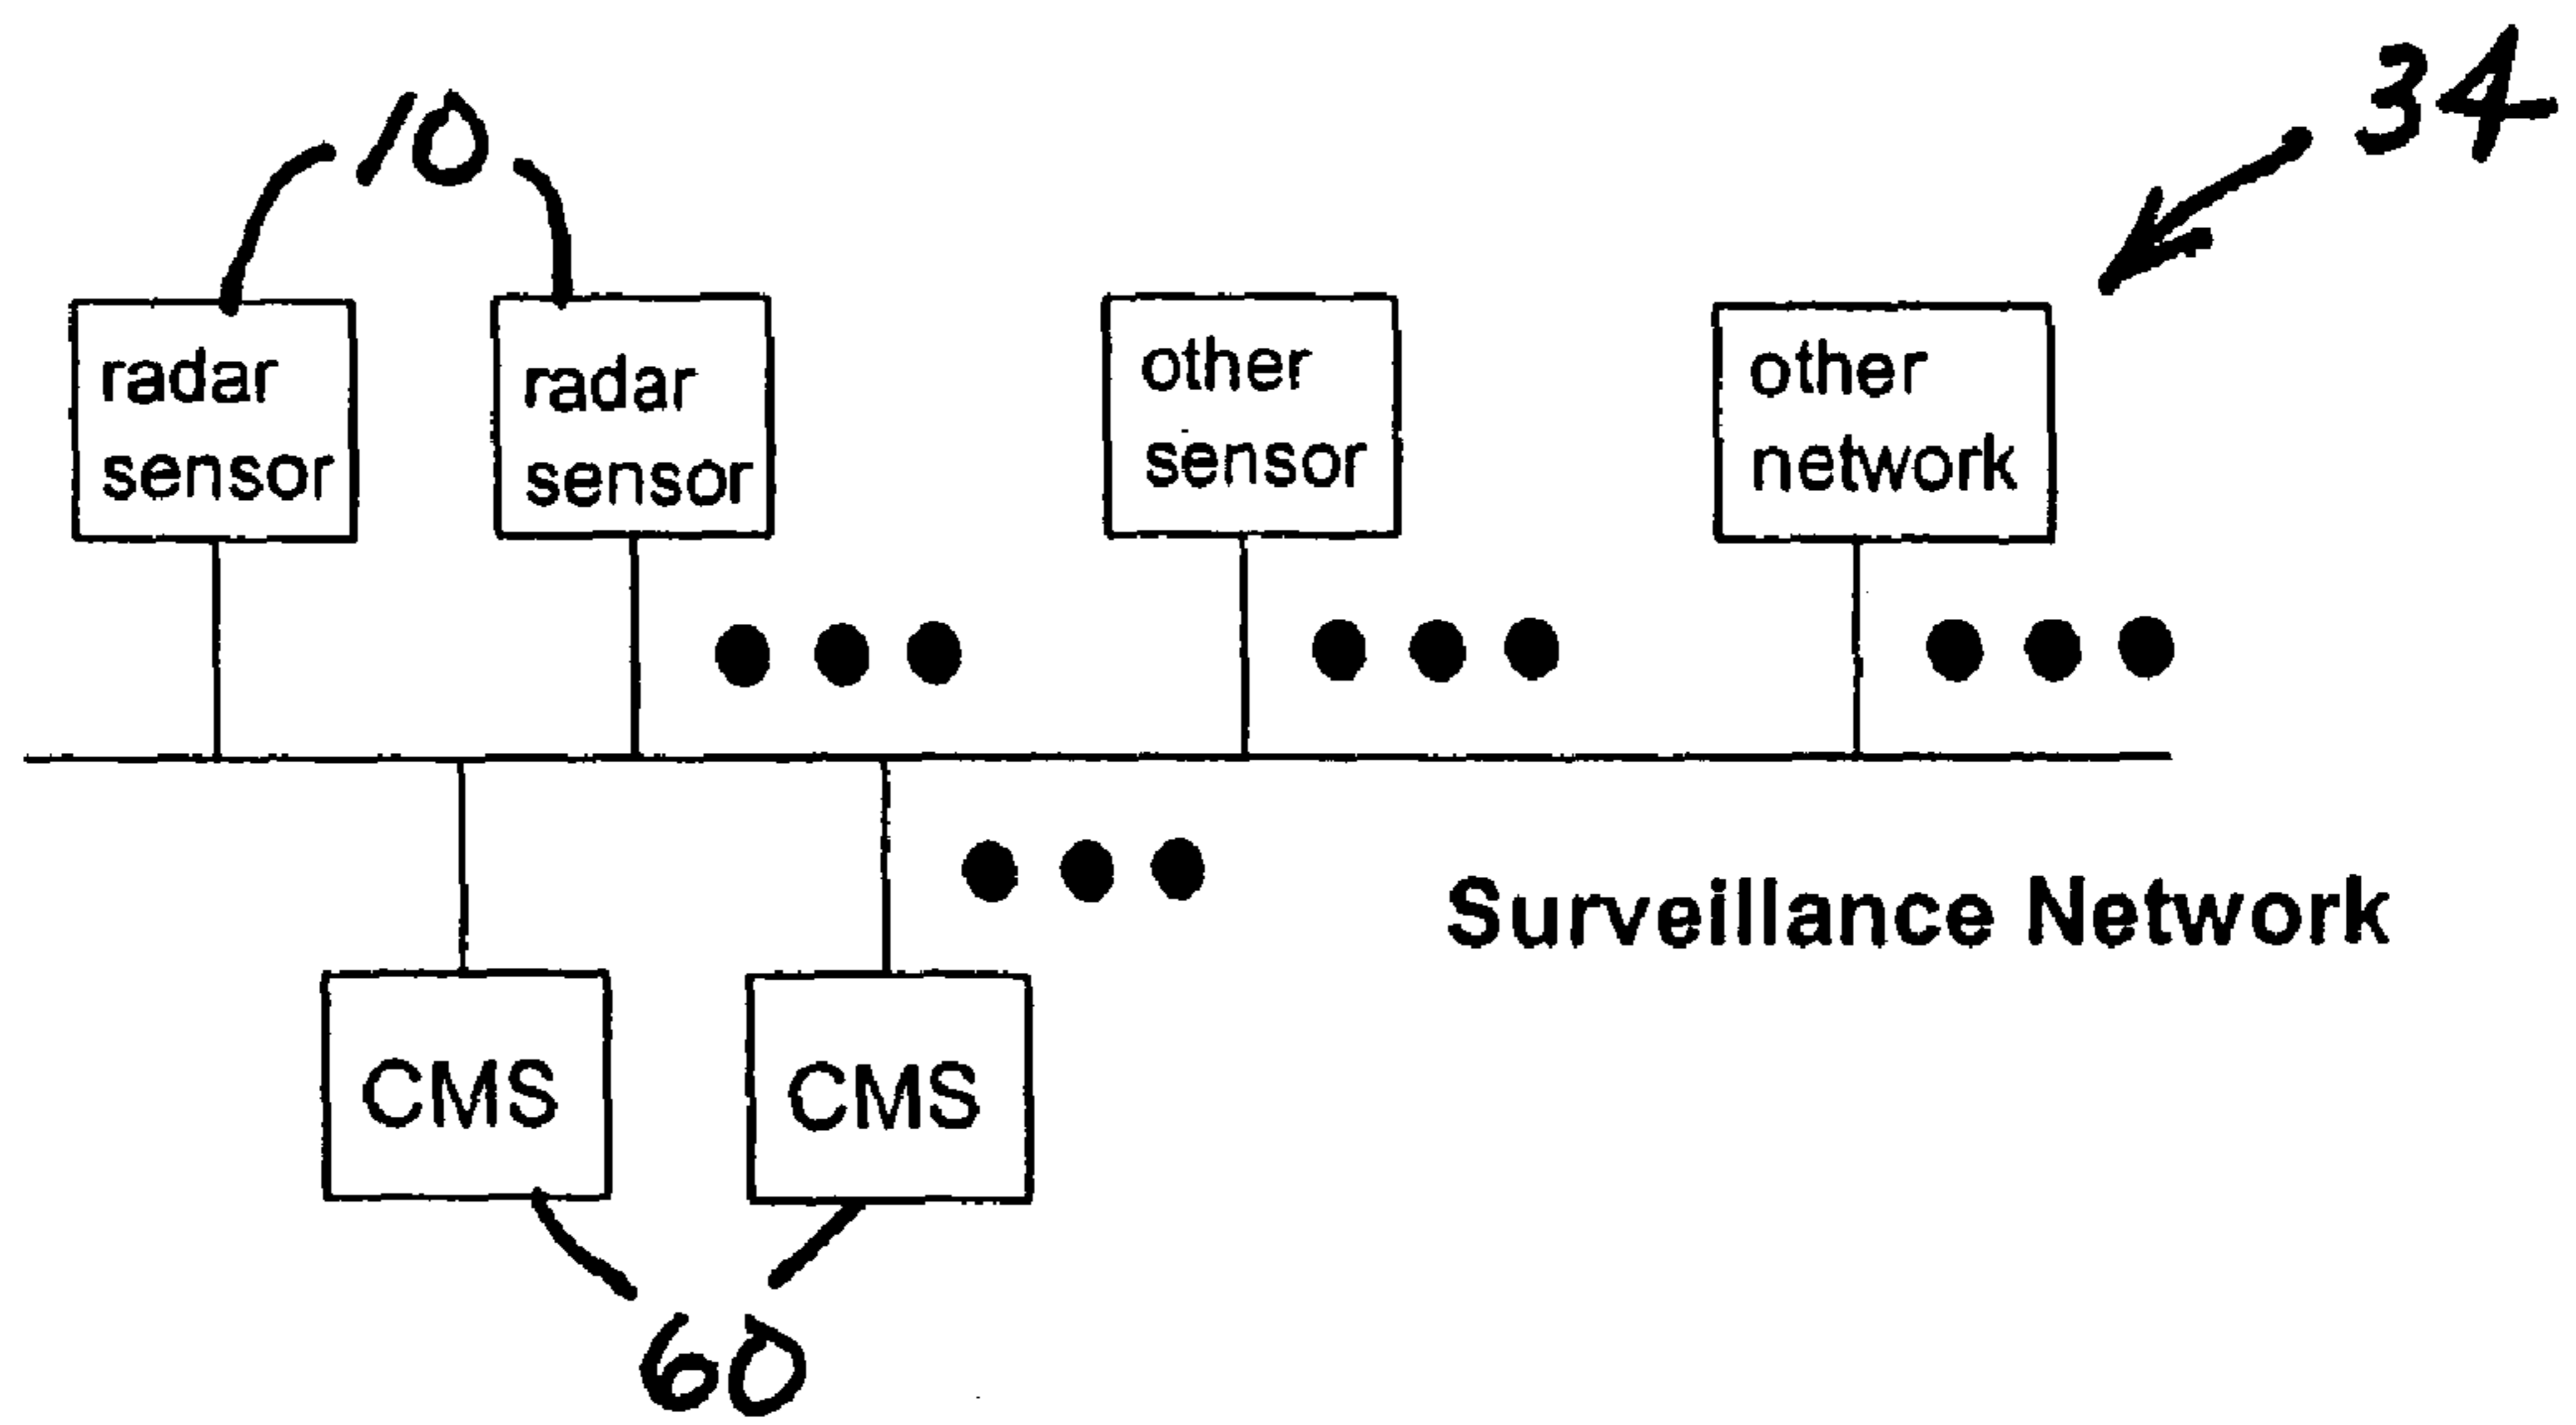 10
34
radar
sensor
radar
sensor
other
sensor
other
network
Surveillance Network
CMS
CMS
60